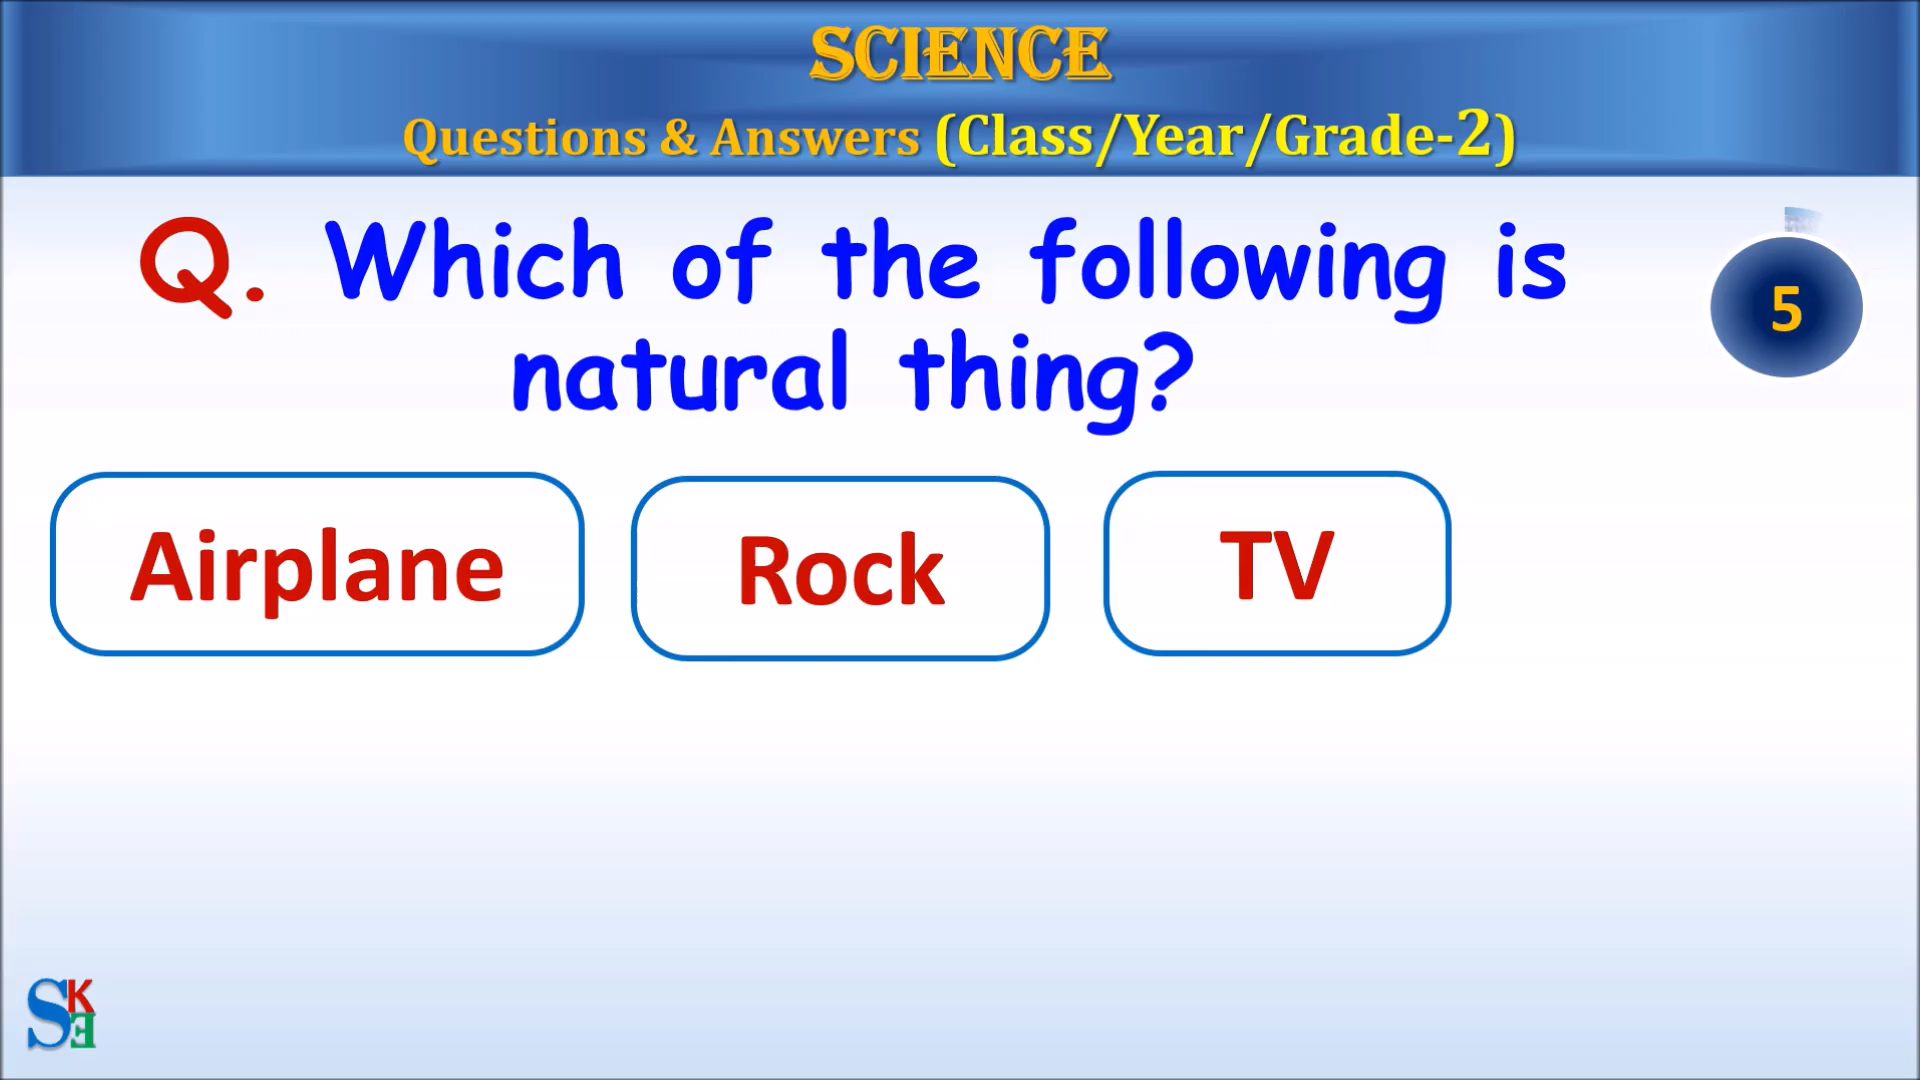 SCIENCE
Questions & Answers (Class/Year/Grade-2)
Q. Which of the following is
natural thing?
5
Airplane
Rock
TV
SKE